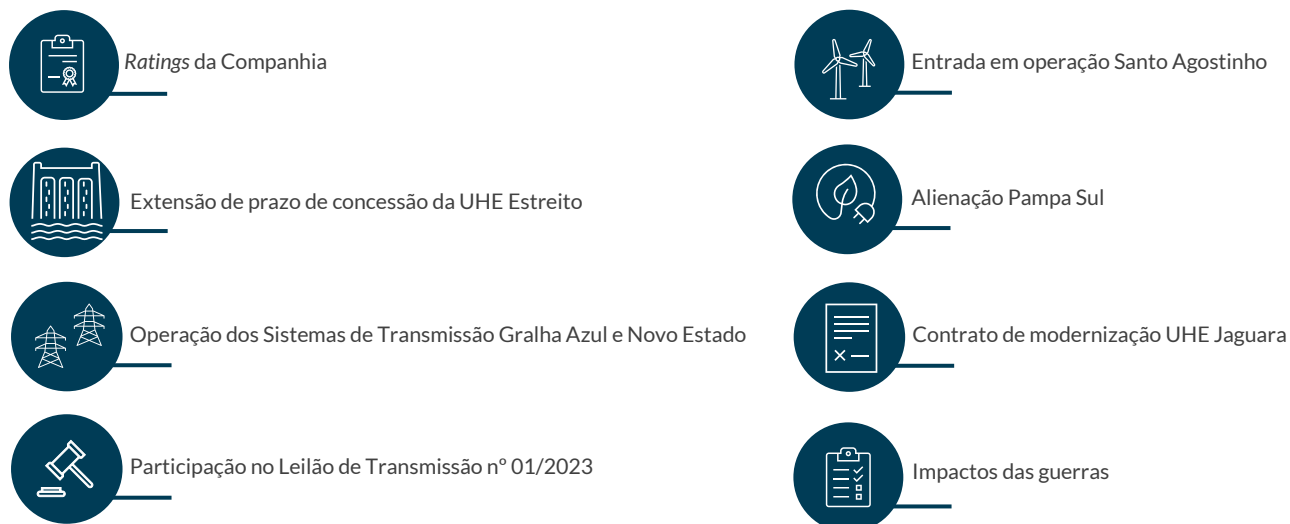 Ratings da Companhia
Extensão de prazo de concessão da UHE Estreito
Operação dos Sistemas de Transmissão Gralha Azul e Novo Estado
Participação no Leilão de Transmissão nº 01/2023
Entrada em operação Santo Agostinho
Alienação Pampa Sul
Contrato de modernização UHE Jaguara
Impactos das guerras